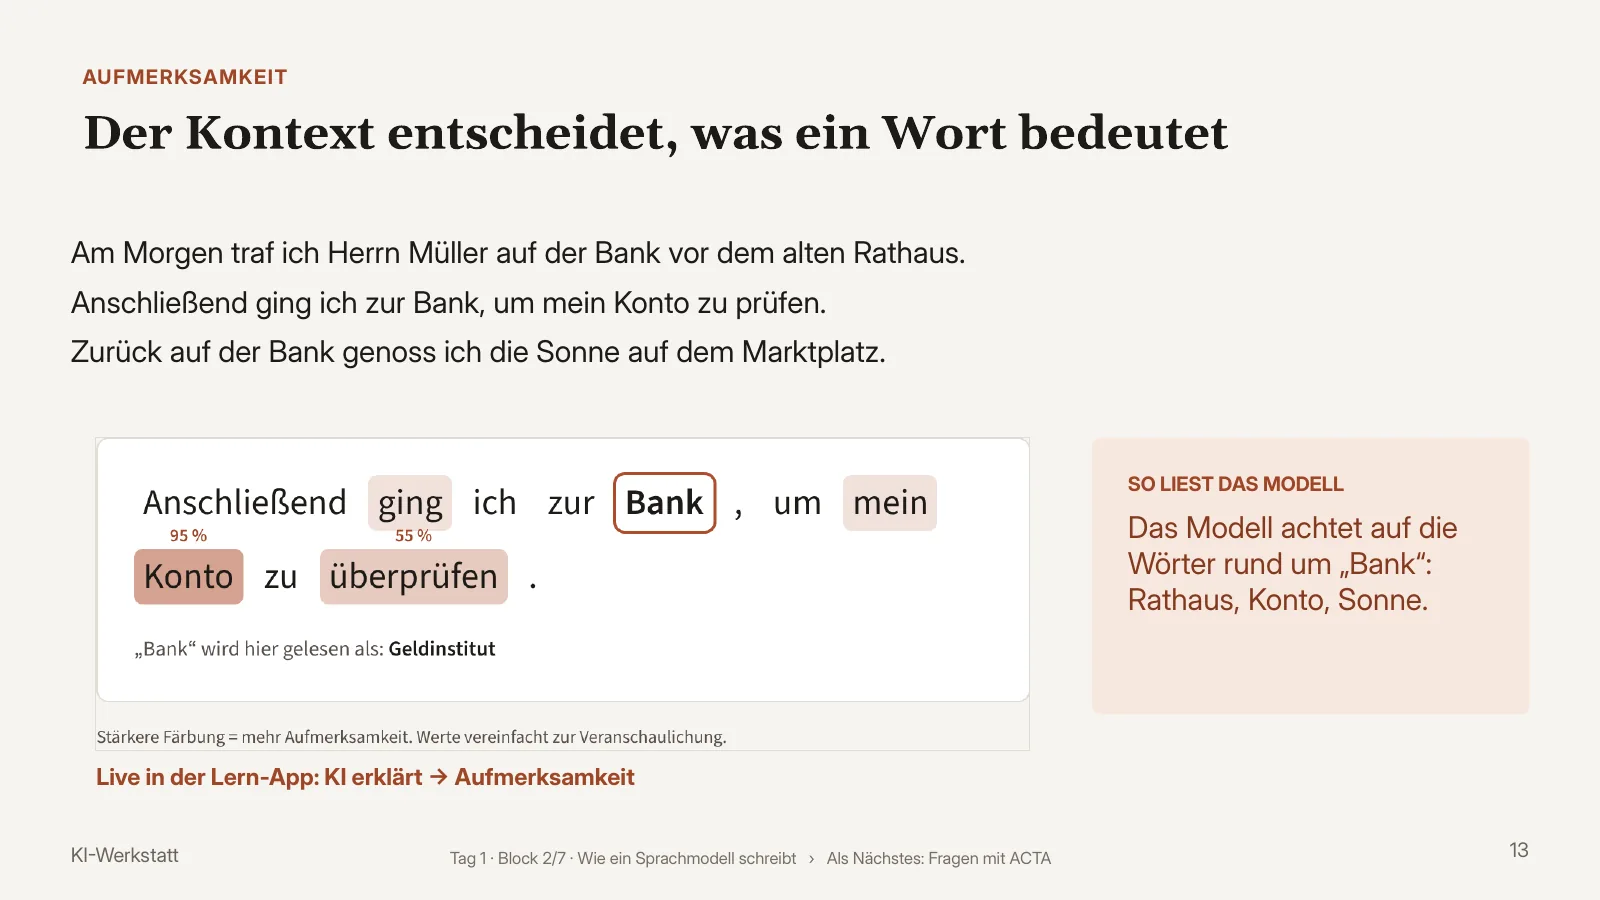 AUFMERKSAMKEIT
Der Kontext entscheidet, was ein Wort bedeutet
Am Morgen traf ich Herrn Müller auf der Bank vor dem alten Rathaus.
Anschließend ging ich zur Bank, um mein Konto zu prüfen.
Zurück auf der Bank genoss ich die Sonne auf dem Marktplatz.
Anschließend ging ich zur Bank , um mein
95 % 55 %
Konto zu überprüfen .
„Bank“ wird hier gelesen als: Geldinstitut
Stärkere Färbung = mehr Aufmerksamkeit. Werte vereinfacht zur Veranschaulichung.
Live in der Lern-App: KI erklärt → Aufmerksamkeit
SO LIEST DAS MODELL
Das Modell achtet auf die
Wörter rund um „Bank“:
Rathaus, Konto, Sonne.
KI-Werkstatt
Tag 1 · Block 2/7 · Wie ein Sprachmodell schreibt › Als Nächstes: Fragen mit ACTA
13